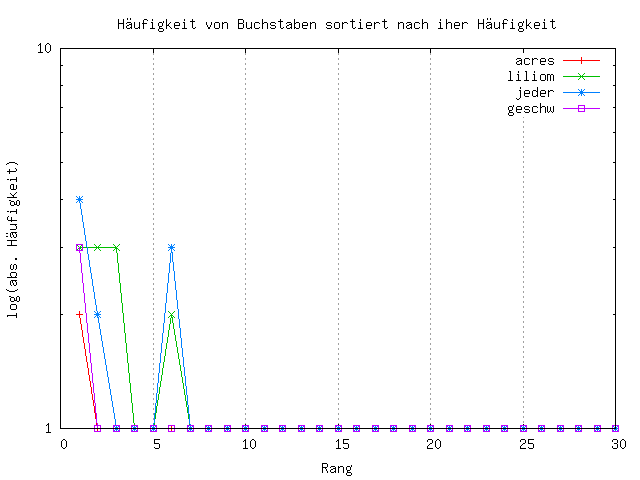 Häufigkeit von Buchstaben sortiert nach iher Häufigkeit
10
acres
liliom
jeder
geschw
log(abs. Häufigkeit)
1
0 5 10 15 20 25 30
Rang